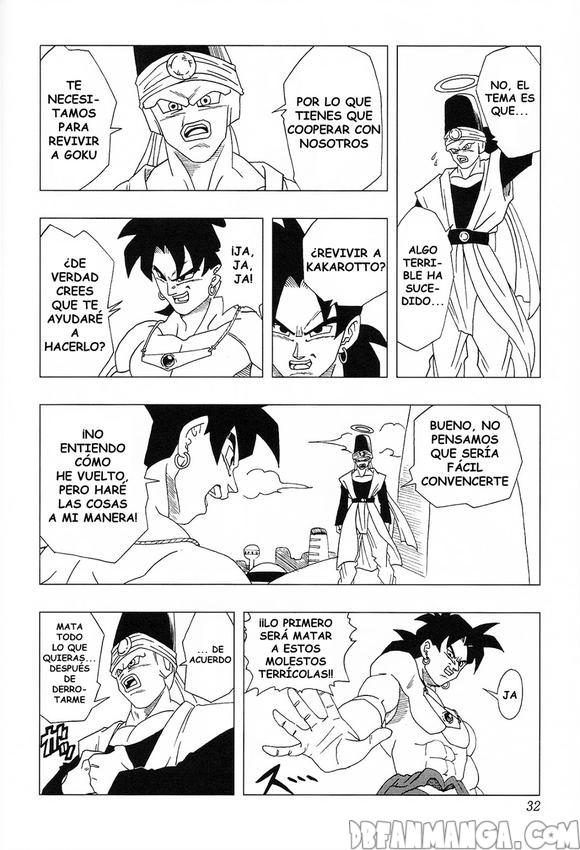 NO, EL
TEMA ES
QUE...
ALGO
TERRI-
BLE HA
SUCE-
DIDO...
POR LO QUE
TIENES QUE
COOPERAR CON
NOSOTROS
TE
NECESI-
TAMOS
PARA
REVIVIR
A GOKU
¿REVIVIR A
KAKAROTTO?
¡JA,
JA,
JA!
¿DE
VERDAD
CREES
QUE TE
AYUDARÉ
A
HACERLO?
BUENO, NO
PENSAMOS
QUE SERÍA
FÁCIL
CONVENCERTE
¡NO
ENTIENDO
CÓMO
HE VUELTO,
PERO HARÉ
LAS COSAS
A MI MANERA!
JA
¡¡LO PRIMERO
SERÁ MATAR
A ESTOS
MOLESTOS
TERRÍCOLAS!!
... DE
ACUERDO
MATA
TODO
LO QUE
QUIERAS...
DESPUÉS
DE
DERRO-
TARME
32
DBFANMANGA.COM